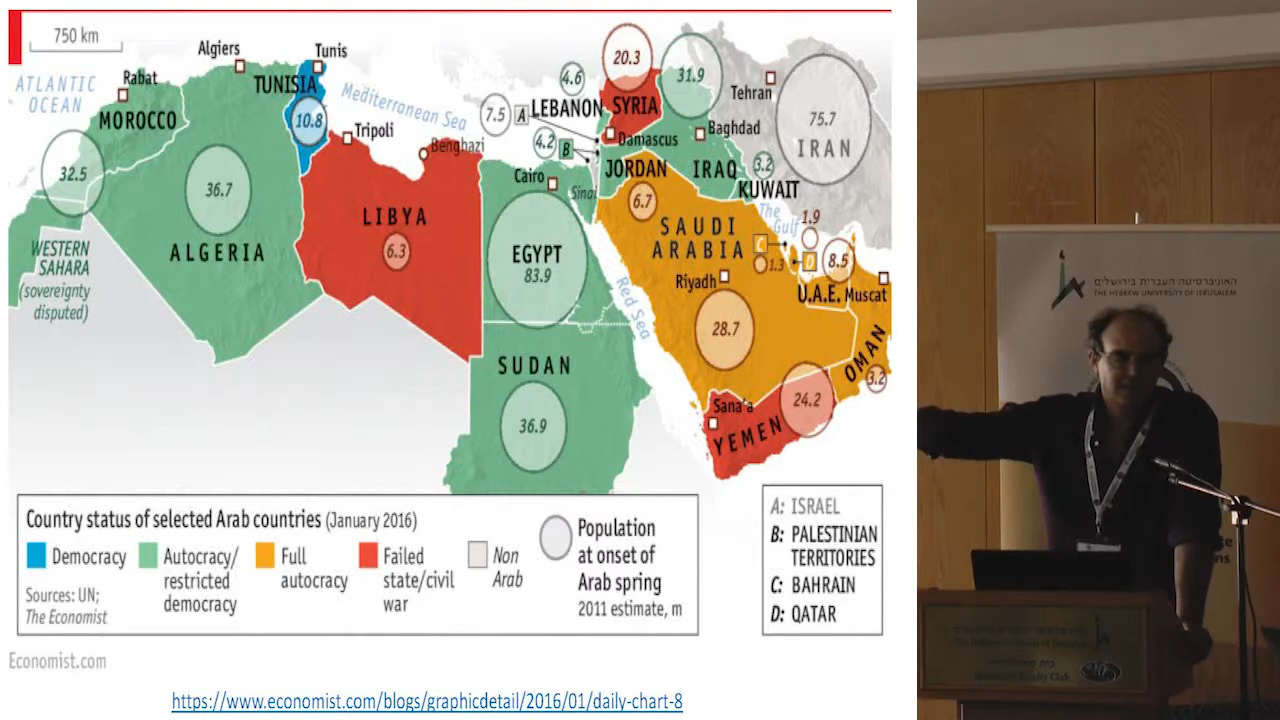 750 km
Algiers
Tunis
Rabat
ATLANTIC
OCEAN
MOROCCO
TUNISIA
10.8
Mediterranean Sea
Tripoli
Benghazi
32.5
36.7
ALGERIA
LIBYA
6.3
WESTERN
SAHARA
(sovereignty
disputed)
20.3
4.6
LEBANON
SYRIA
31.9
7.5
A
4.2
B
Damascus
Baghdad
Tehran
75.7
IRAN
Cairo
Sinai
JORDAN
6.7
IRAQ
3.2
KUWAIT
The
Gulf
1.9
EGYPT
83.9
SAUDI
ARABIA
C
1.3
D
8.5
Riyadh
U.A.E.
Muscat
Red Sea
28.7
OMAN
3.2
SUDAN
36.9
Sana'a
YEMEN
24.2
Country status of selected Arab countries (January 2016)
Democracy
Autocracy/
restricted
democracy
Full
autocracy
Failed
state/civil
war
Non
Arab
Population
at onset of
Arab spring
2011 estimate, m
Sources: UN;
The Economist
A: ISRAEL
B: PALESTINIAN
TERRITORIES
C: BAHRAIN
D: QATAR
Economist.com
https://www.economist.com/blogs/graphicdetail/2016/01/daily-chart-8
האוניברסיטה העברית בירושלים
THE HEBREW UNIVERSITY OF JERUSALEM